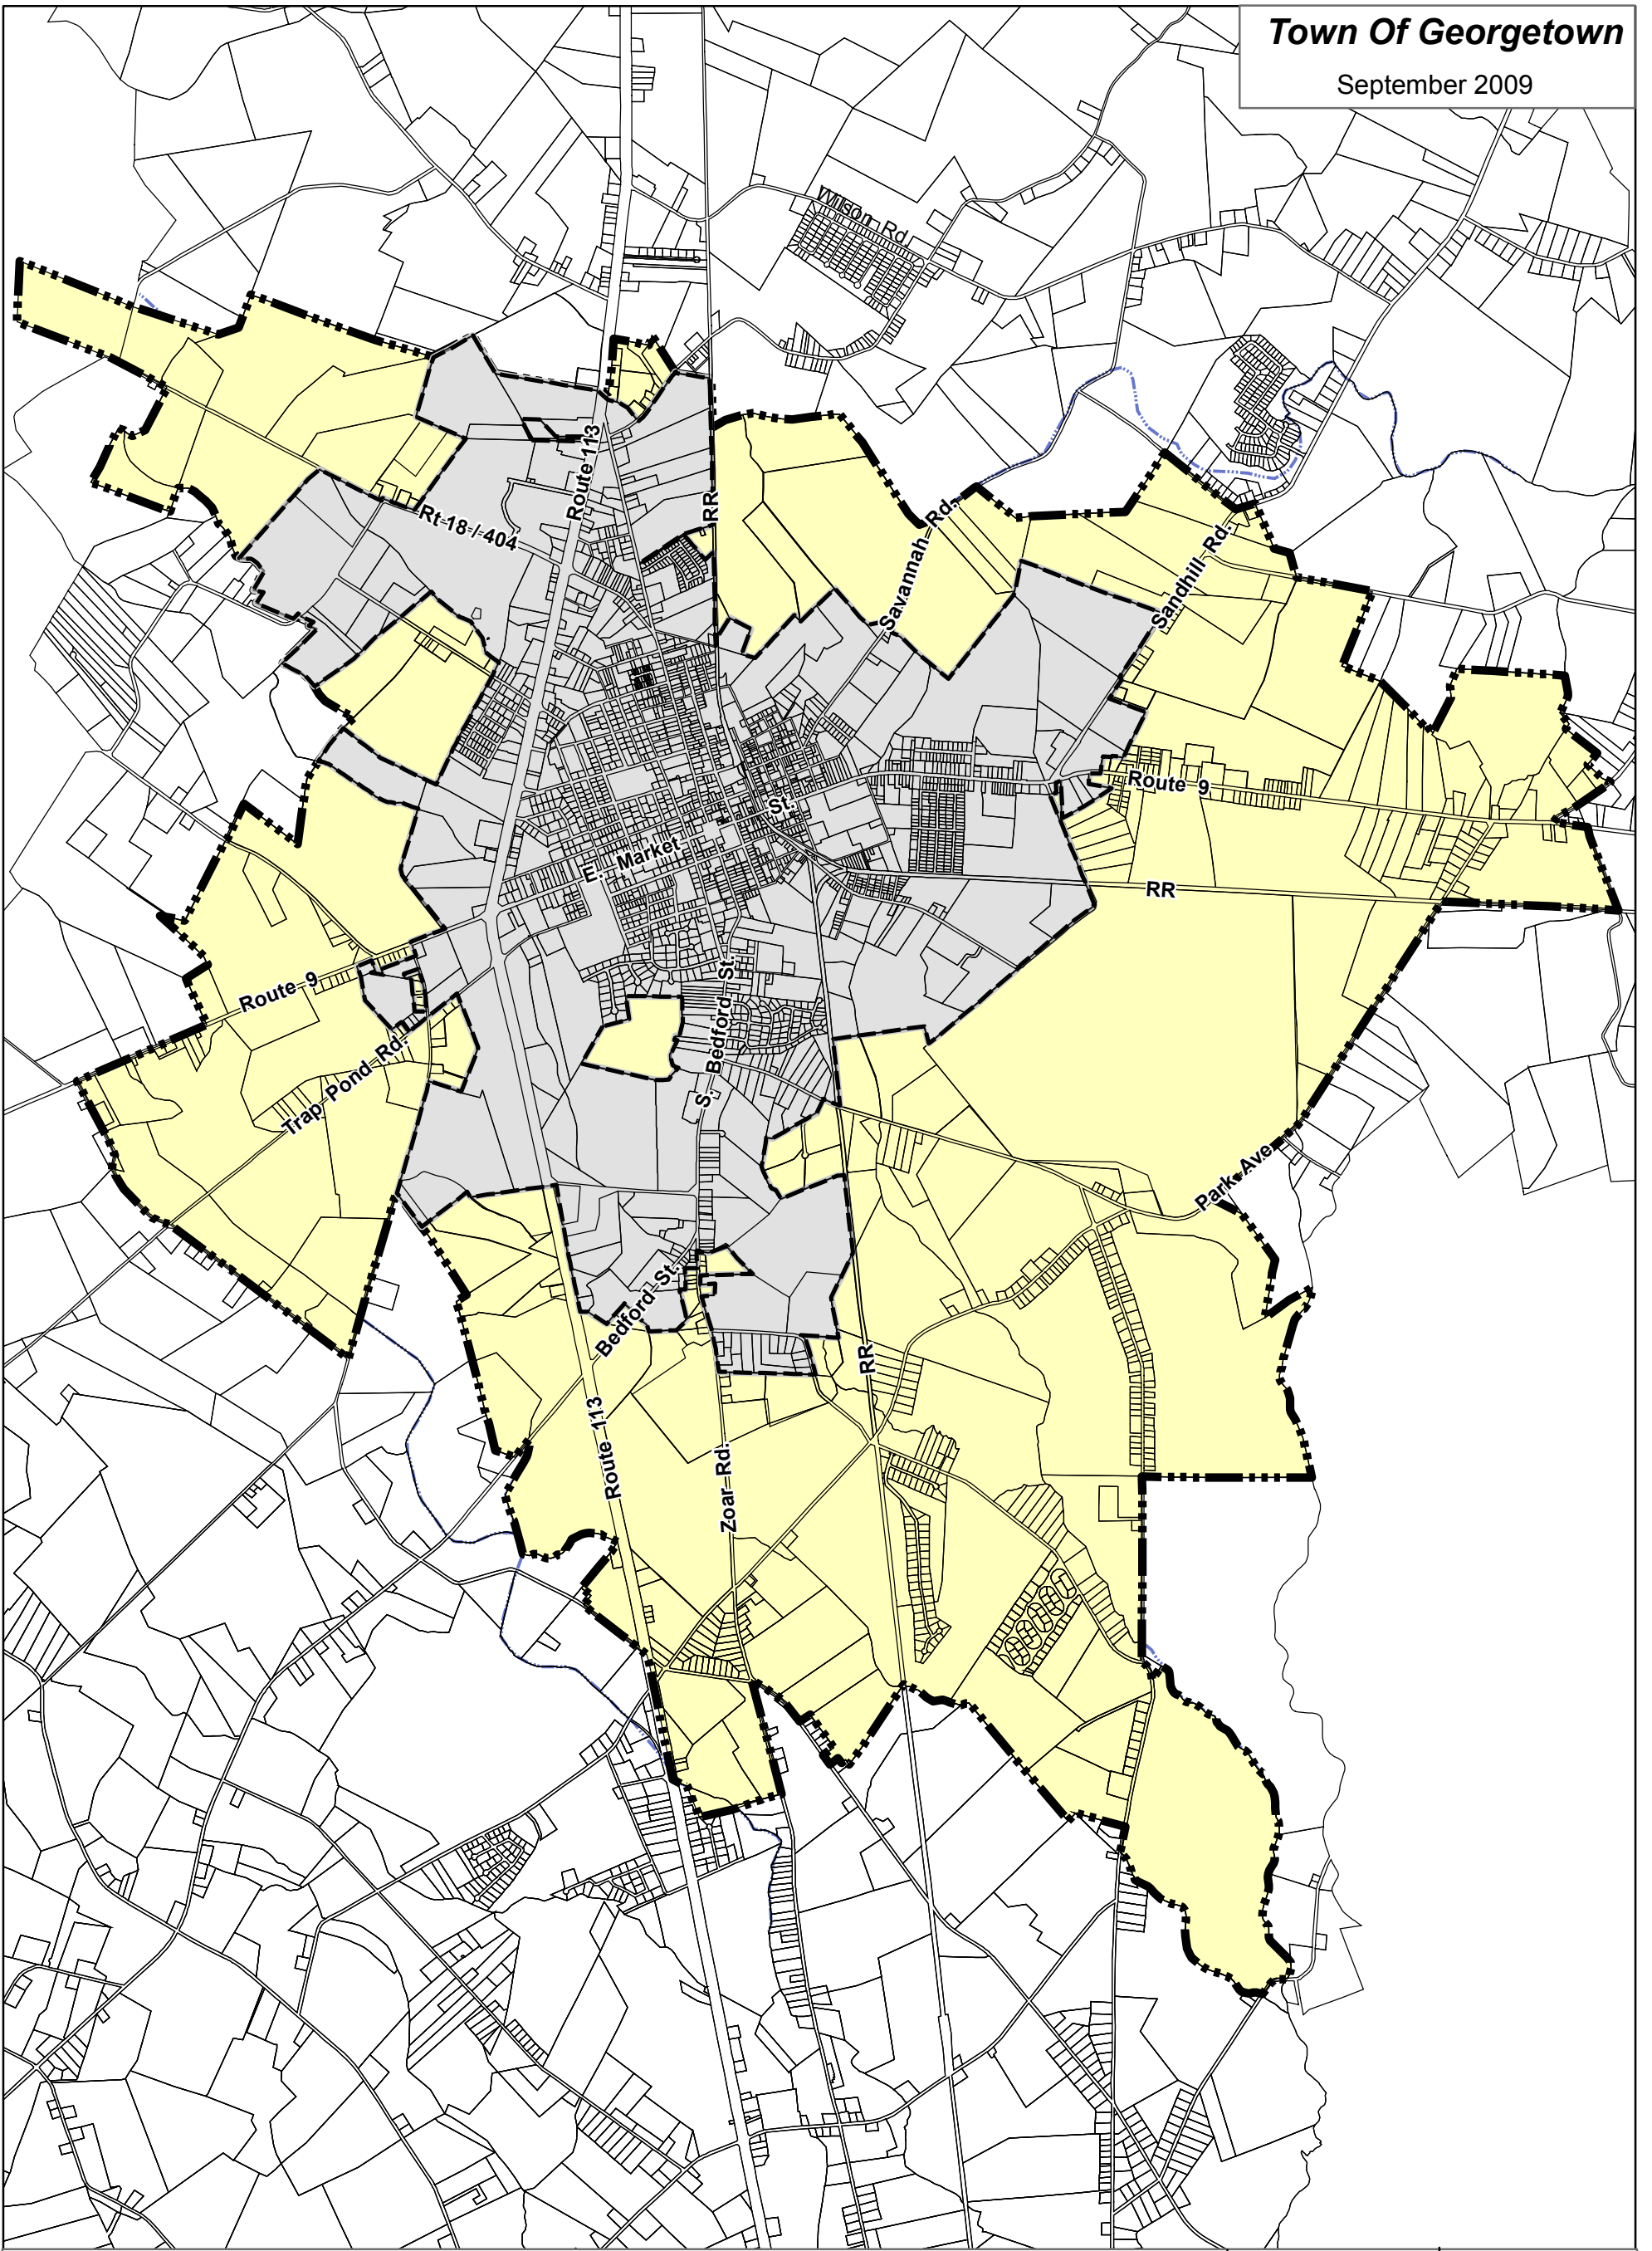 Town Of Georgetown
September 2009
Wilson Rd
Route 113
RR
Rt 18 / 404
Savannah Rd.
Sandhill Rd.
Route 9
E. Market St.
RR
Route 9
S. Bedford St.
Trap Pond Rd.
Park Ave
Bedford St.
RR
Route 113
Zoar Rd.